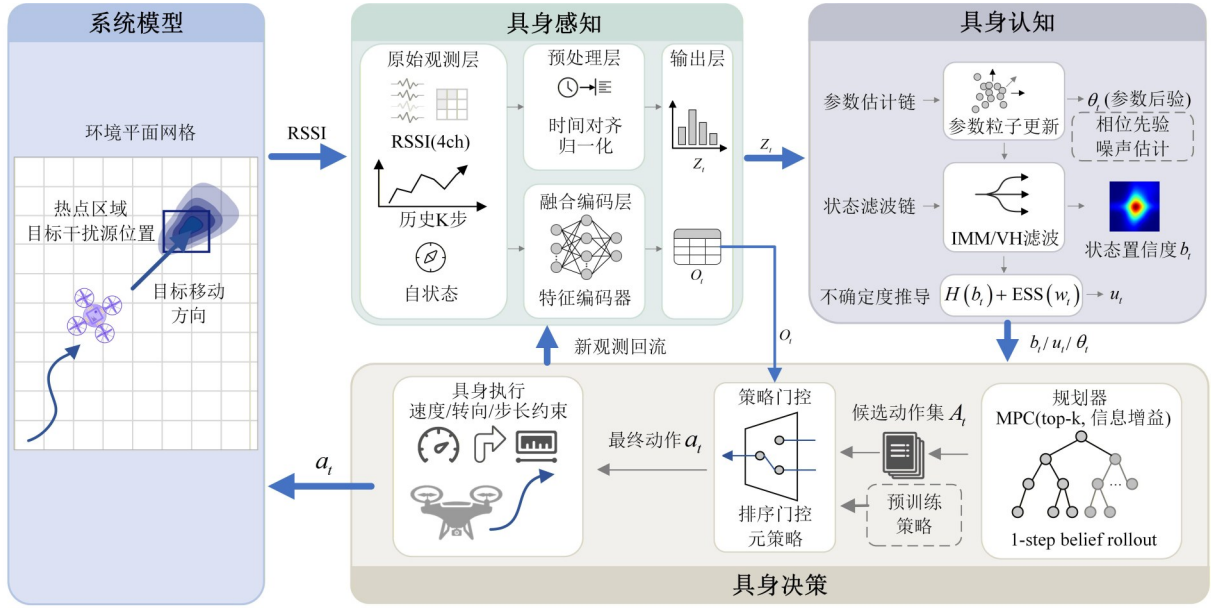 系统模型
环境平面网格
热点区域
目标干扰源位置
目标移动
方向
RSSI
具身感知
原始观测层
RSSI(4ch)
历史K步
自状态
预处理层
时间对齐
归一化
融合编码层
特征编码器
输出层
Z_t
O_t
Z_t
具身认知
参数估计链
参数粒子更新
θ_t(参数后验)
相位先验
噪声估计
状态滤波链
IMM/VH滤波
状态置信度 b_t
不确定度推导
H(b_t)+ESS(w_t)
u_t
新观测回流
O_t
b_t/u_t/θ_t
a_t
具身执行
速度/转向/步长约束
最终动作 a_t
策略门控
排序门控
元策略
候选动作集 A_t
预训练
策略
规划器
MPC(top-k, 信息增益)
...
1-step belief rollout
具身决策